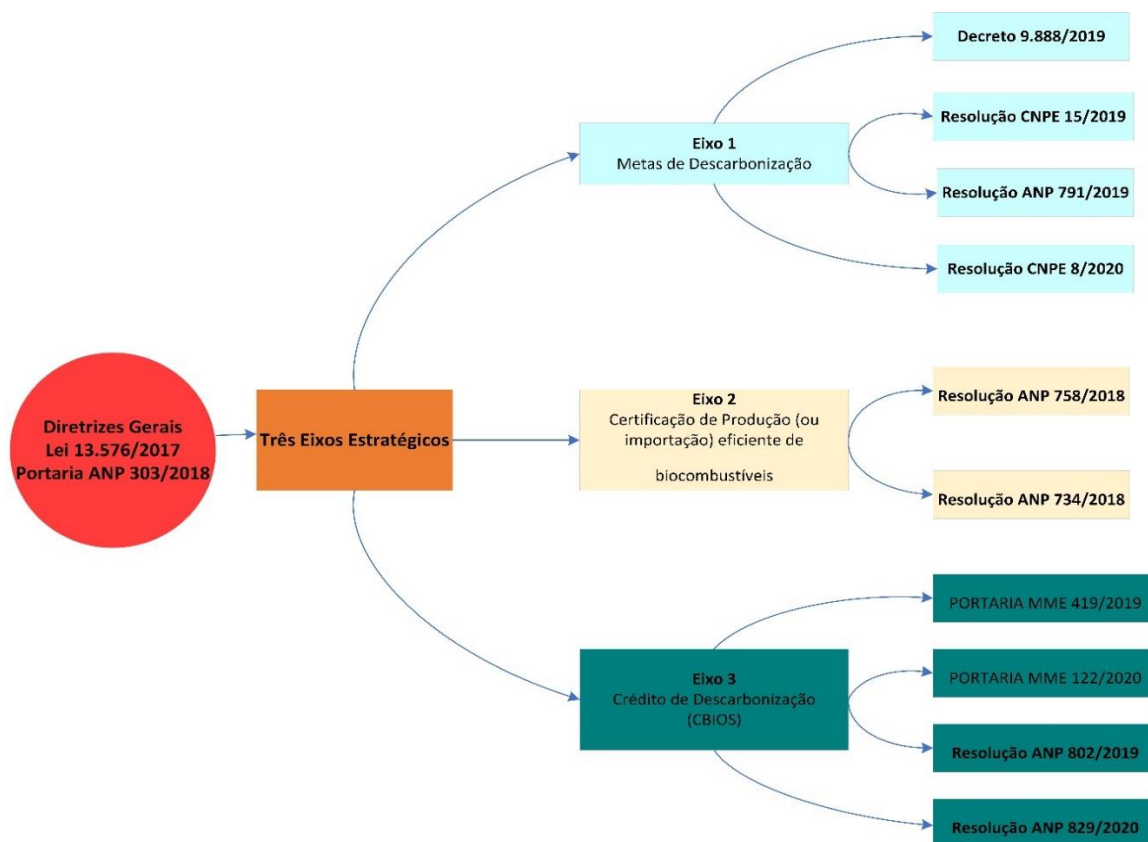 Diretrizes Gerais
Lei 13.576/2017
Portaria ANP 303/2018
Três Eixos Estratégicos
Eixo 1
Metas de Descarbonização
Decreto 9.888/2019
Resolução CNPE 15/2019
Resolução ANP 791/2019
Resolução CNPE 8/2020
Eixo 2
Certificação de Produção (ou
importação) eficiente de
biocombustíveis
Resolução ANP 758/2018
Resolução ANP 734/2018
Eixo 3
Crédito de Descarbonização
(CBIOS)
PORTARIA MME 419/2019
PORTARIA MME 122/2020
Resolução ANP 802/2019
Resolução ANP 829/2020